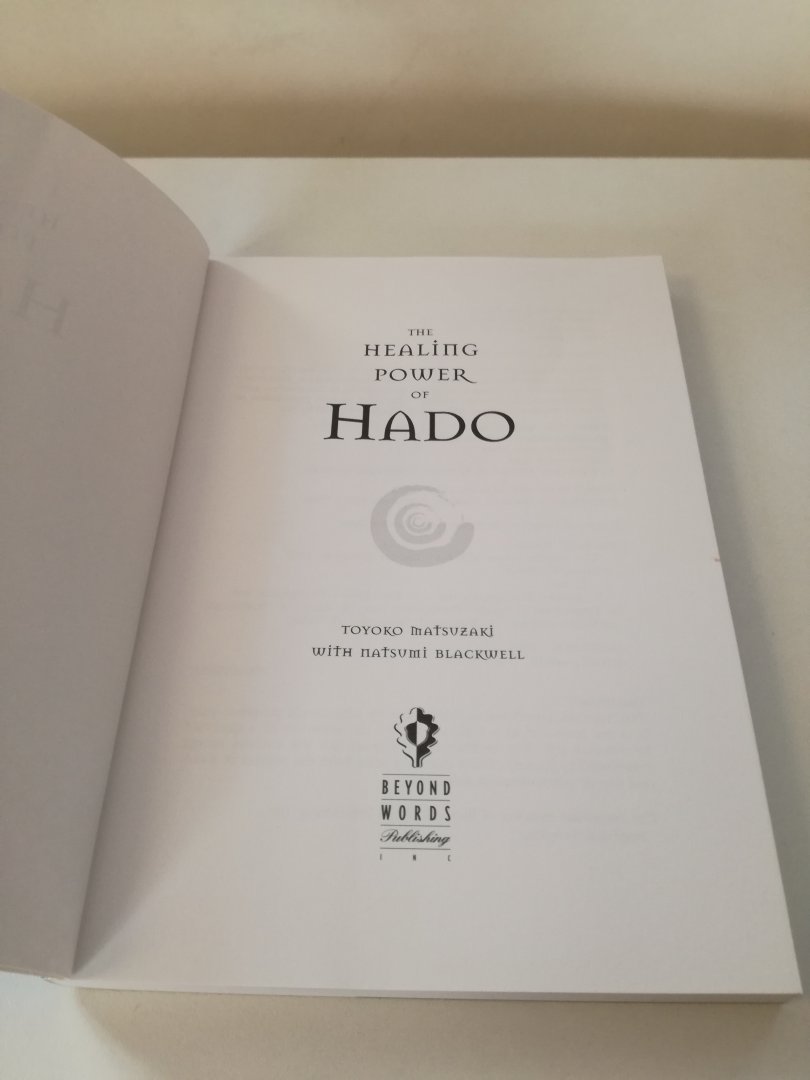 THE
HEALING
POWER
OF
HADO
TOYOKO MATSUZAKI
WITH NATSUMI BLACKWELL
BEYOND
WORDS
Publishing
INC